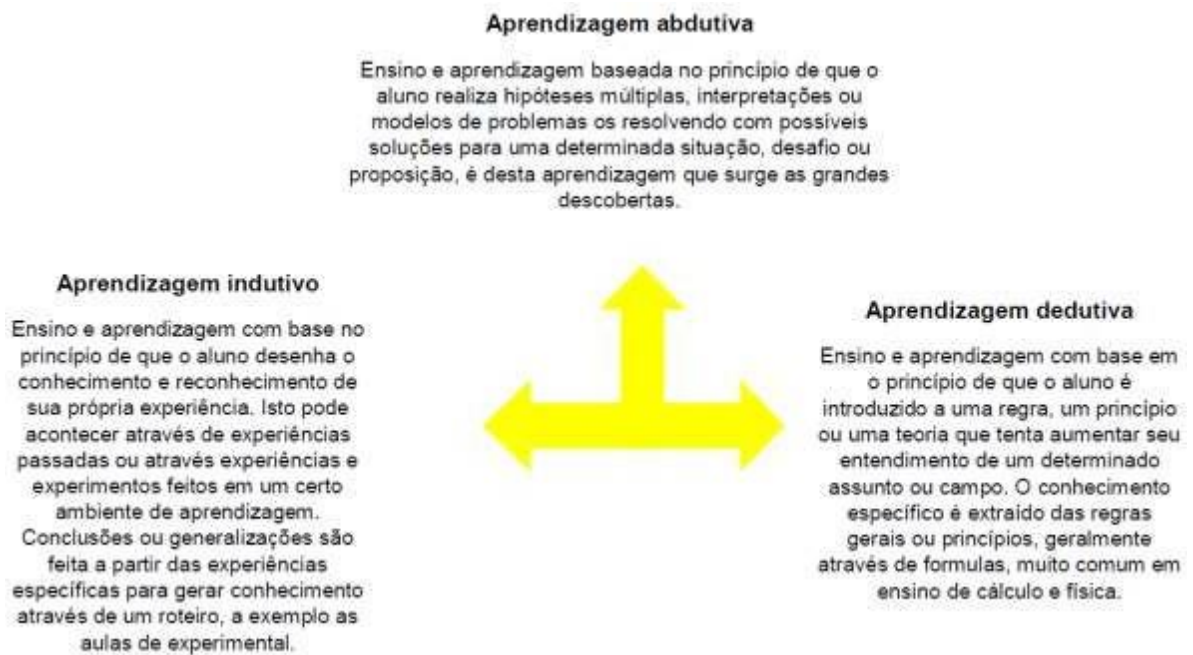 Aprendizagem abdutiva
Ensino e aprendizagem baseada no princípio de que o
aluno realiza hipóteses múltiplas, interpretações ou
modelos de problemas os resolvendo com possíveis
soluções para uma determinada situação, desafio ou
proposição, é desta aprendizagem que surge as grandes
descobertas.
Aprendizagem indutivo
Ensino e aprendizagem com base no
princípio de que o aluno desenha o
conhecimento e reconhecimento de
sua própria experiência. Isto pode
acontecer através de experiências
passadas ou através experiências e
experimentos feitos em um certo
ambiente de aprendizagem.
Conclusões ou generalizações são
feita a partir das experiências
específicas para gerar conhecimento
através de um roteiro, a exemplo as
aulas de experimental.
Aprendizagem dedutiva
Ensino e aprendizagem com base em
o princípio de que o aluno é
introduzido a uma regra, um princípio
ou uma teoria que tenta aumentar seu
entendimento de um determinado
assunto ou campo. O conhecimento
específico é extraído das regras
gerais ou princípios, geralmente
através de formulas, muito comum em
ensino de cálculo e física.